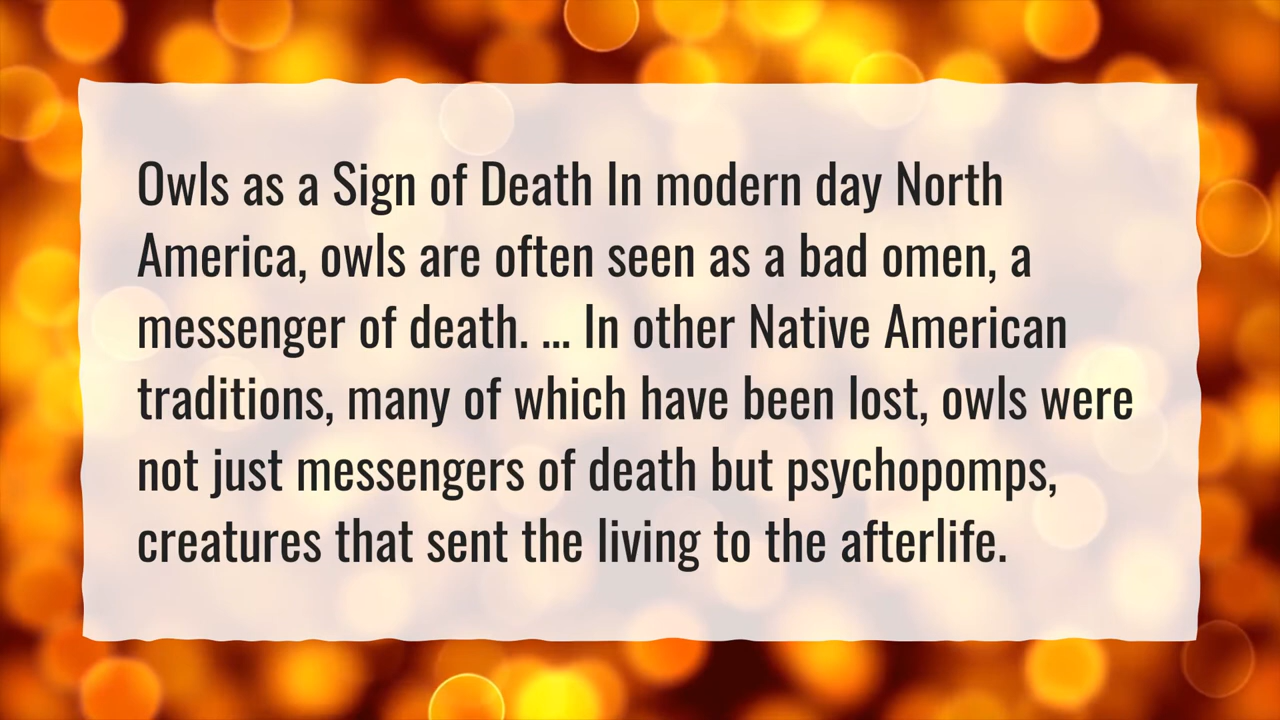 Owls as a Sign of Death In modern day North
America, owls are often seen as a bad omen, a
messenger of death. ... In other Native American
traditions, many of which have been lost, owls were
not just messengers of death but psychopomps,
creatures that sent the living to the afterlife.